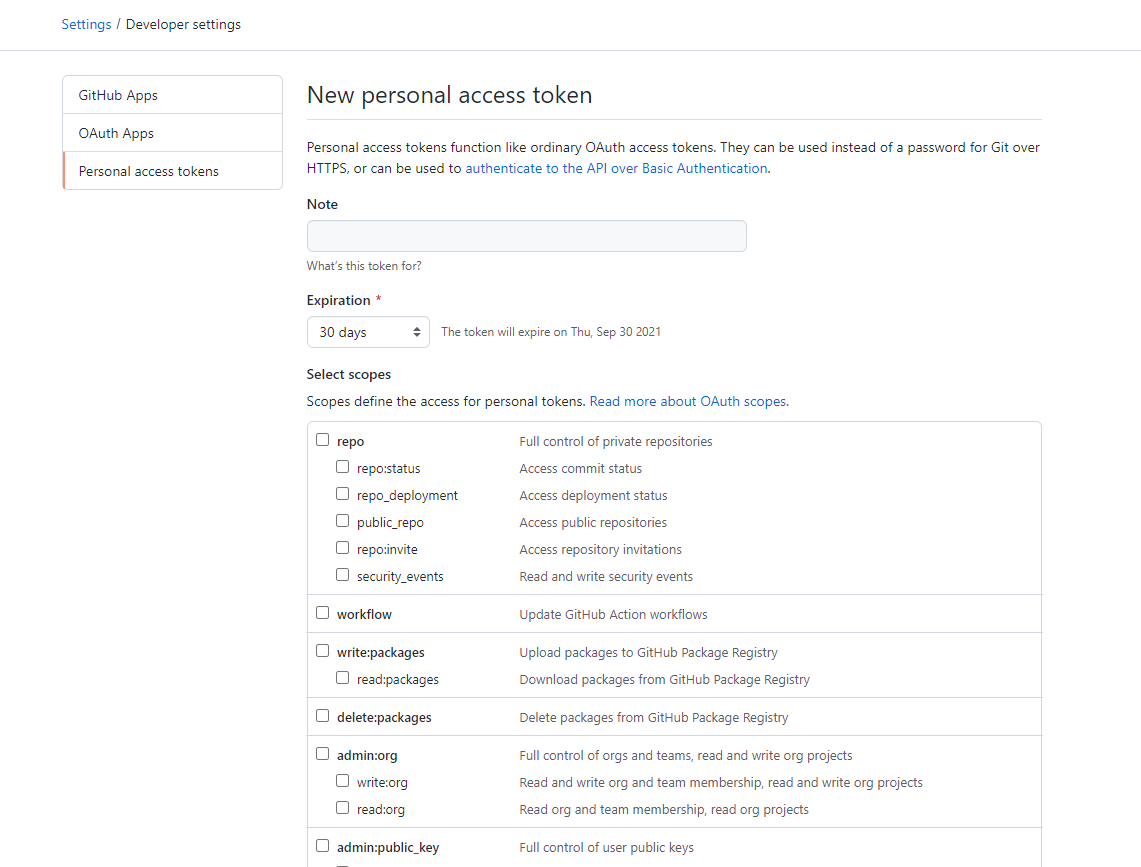 Settings / Developer settings
GitHub Apps
OAuth Apps
Personal access tokens
New personal access token
Personal access tokens function like ordinary OAuth access tokens. They can be used instead of a password for Git over
HTTPS, or can be used to authenticate to the API over Basic Authentication.
Note
What's this token for?
Expiration *
30 days The token will expire on Thu, Sep 30 2021
Select scopes
Scopes define the access for personal tokens. Read more about OAuth scopes.
repo Full control of private repositories
repo:status Access commit status
repo_deployment Access deployment status
public_repo Access public repositories
repo:invite Access repository invitations
security_events Read and write security events
workflow Update GitHub Action workflows
write:packages Upload packages to GitHub Package Registry
read:packages Download packages from GitHub Package Registry
delete:packages Delete packages from GitHub Package Registry
admin:org Full control of orgs and teams, read and write org projects
write:org Read and write org and team membership, read and write org projects
read:org Read org and team membership, read org projects
admin:public_key Full control of user public keys